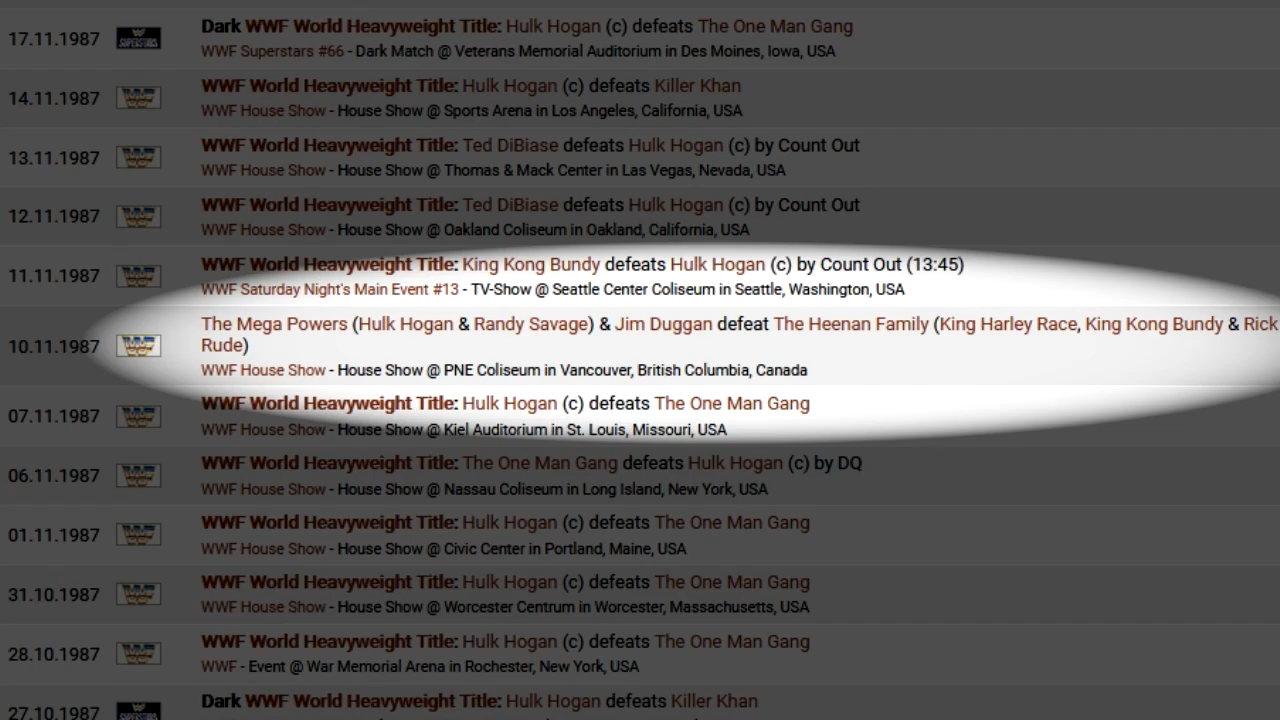 17.11.1987
SUPERSTARS
Dark WWF World Heavyweight Title: Hulk Hogan (c) defeats The One Man Gang
WWF Superstars #66 - Dark Match @ Veterans Memorial Auditorium in Des Moines, Iowa, USA
14.11.1987
WWF World Heavyweight Title: Hulk Hogan (c) defeats Killer Khan
WWF House Show - House Show @ Sports Arena in Los Angeles, California, USA
13.11.1987
WWF World Heavyweight Title: Ted DiBiase defeats Hulk Hogan (c) by Count Out
WWF House Show - House Show @ Thomas & Mack Center in Las Vegas, Nevada, USA
12.11.1987
WWF World Heavyweight Title: Ted DiBiase defeats Hulk Hogan (c) by Count Out
WWF House Show - House Show @ Oakland Coliseum in Oakland, California, USA
11.11.1987
WWF World Heavyweight Title: King Kong Bundy defeats Hulk Hogan (c) by Count Out (13:45)
WWF Saturday Night's Main Event #13 - TV-Show @ Seattle Center Coliseum in Seattle, Washington, USA
10.11.1987
The Mega Powers (Hulk Hogan & Randy Savage) & Jim Duggan defeat The Heenan Family (King Harley Race, King Kong Bundy & Rick
Rude)
WWF House Show - House Show @ PNE Coliseum in Vancouver, British Columbia, Canada
07.11.1987
WWF World Heavyweight Title: Hulk Hogan (c) defeats The One Man Gang
WWF House Show - House Show @ Kiel Auditorium in St. Louis, Missouri, USA
06.11.1987
WWF World Heavyweight Title: The One Man Gang defeats Hulk Hogan (c) by DQ
WWF House Show - House Show @ Nassau Coliseum in Long Island, New York, USA
01.11.1987
WWF World Heavyweight Title: Hulk Hogan (c) defeats The One Man Gang
WWF House Show - House Show @ Civic Center in Portland, Maine, USA
31.10.1987
WWF World Heavyweight Title: Hulk Hogan (c) defeats The One Man Gang
WWF House Show - House Show @ Worcester Centrum in Worcester, Massachusetts, USA
28.10.1987
WWF World Heavyweight Title: Hulk Hogan (c) defeats The One Man Gang
WWF - Event @ War Memorial Arena in Rochester, New York, USA
27.10.1987
SUPERSTARS
Dark WWF World Heavyweight Title: Hulk Hogan defeats Killer Khan